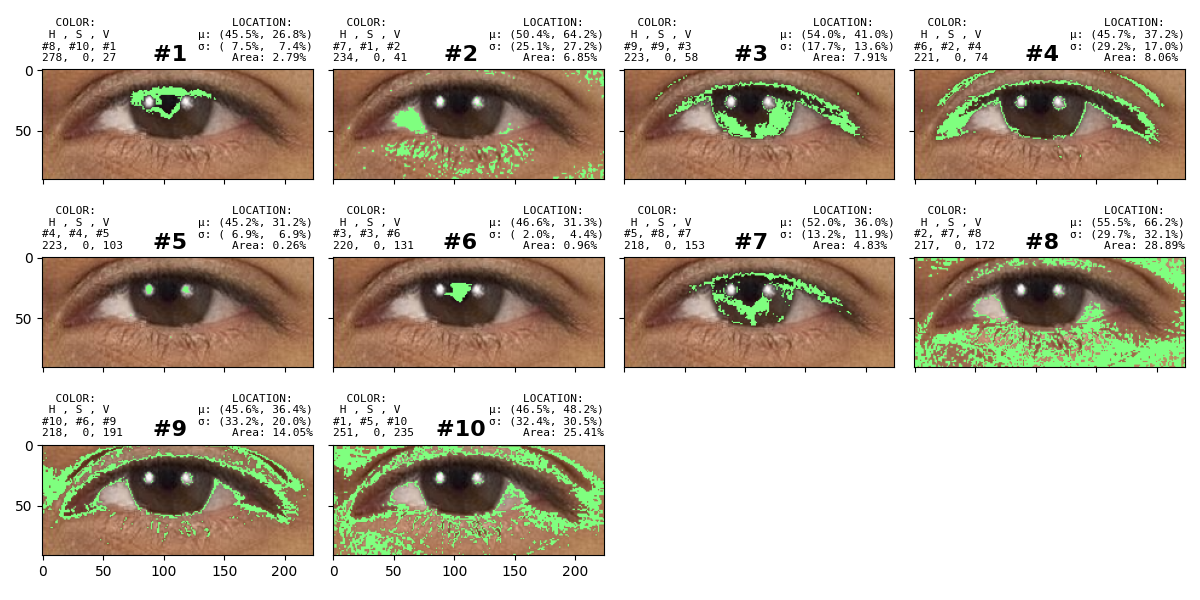 COLOR: LOCATION:
H , S , V μ: (45.5%, 26.8%)
#8, #10, #1 σ: ( 7.5%, 7.4%)
278, 0, 27 #1 Area: 2.79%
COLOR: LOCATION:
H , S , V μ: (50.4%, 64.2%)
#7, #1, #2 σ: (25.1%, 27.2%)
234, 0, 41 #2 Area: 6.85%
COLOR: LOCATION:
H , S , V μ: (54.0%, 41.0%)
#9, #9, #3 σ: (17.7%, 13.6%)
223, 0, 58 #3 Area: 7.91%
COLOR: LOCATION:
H , S , V μ: (45.7%, 37.2%)
#6, #2, #4 σ: (29.2%, 17.0%)
221, 0, 74 #4 Area: 8.06%
0
50
COLOR: LOCATION:
H , S , V μ: (45.2%, 31.2%)
#4, #4, #5 σ: ( 6.9%, 6.9%)
223, 0, 103 #5 Area: 0.26%
COLOR: LOCATION:
H , S , V μ: (46.6%, 31.3%)
#3, #3, #6 σ: ( 2.0%, 4.4%)
220, 0, 131 #6 Area: 0.96%
COLOR: LOCATION:
H , S , V μ: (52.0%, 36.0%)
#5, #8, #7 σ: (13.2%, 11.9%)
218, 0, 153 #7 Area: 4.83%
COLOR: LOCATION:
H , S , V μ: (55.5%, 66.2%)
#2, #7, #8 σ: (29.7%, 32.1%)
217, 0, 172 #8 Area: 28.89%
0
50
COLOR: LOCATION:
H , S , V μ: (45.6%, 36.4%)
#10, #6, #9 σ: (33.2%, 20.0%)
218, 0, 191 #9 Area: 14.05%
COLOR: LOCATION:
H , S , V μ: (46.5%, 48.2%)
#1, #5, #10 σ: (32.4%, 30.5%)
251, 0, 235 #10 Area: 25.41%
0
50
0 50 100 150 200
0 50 100 150 200